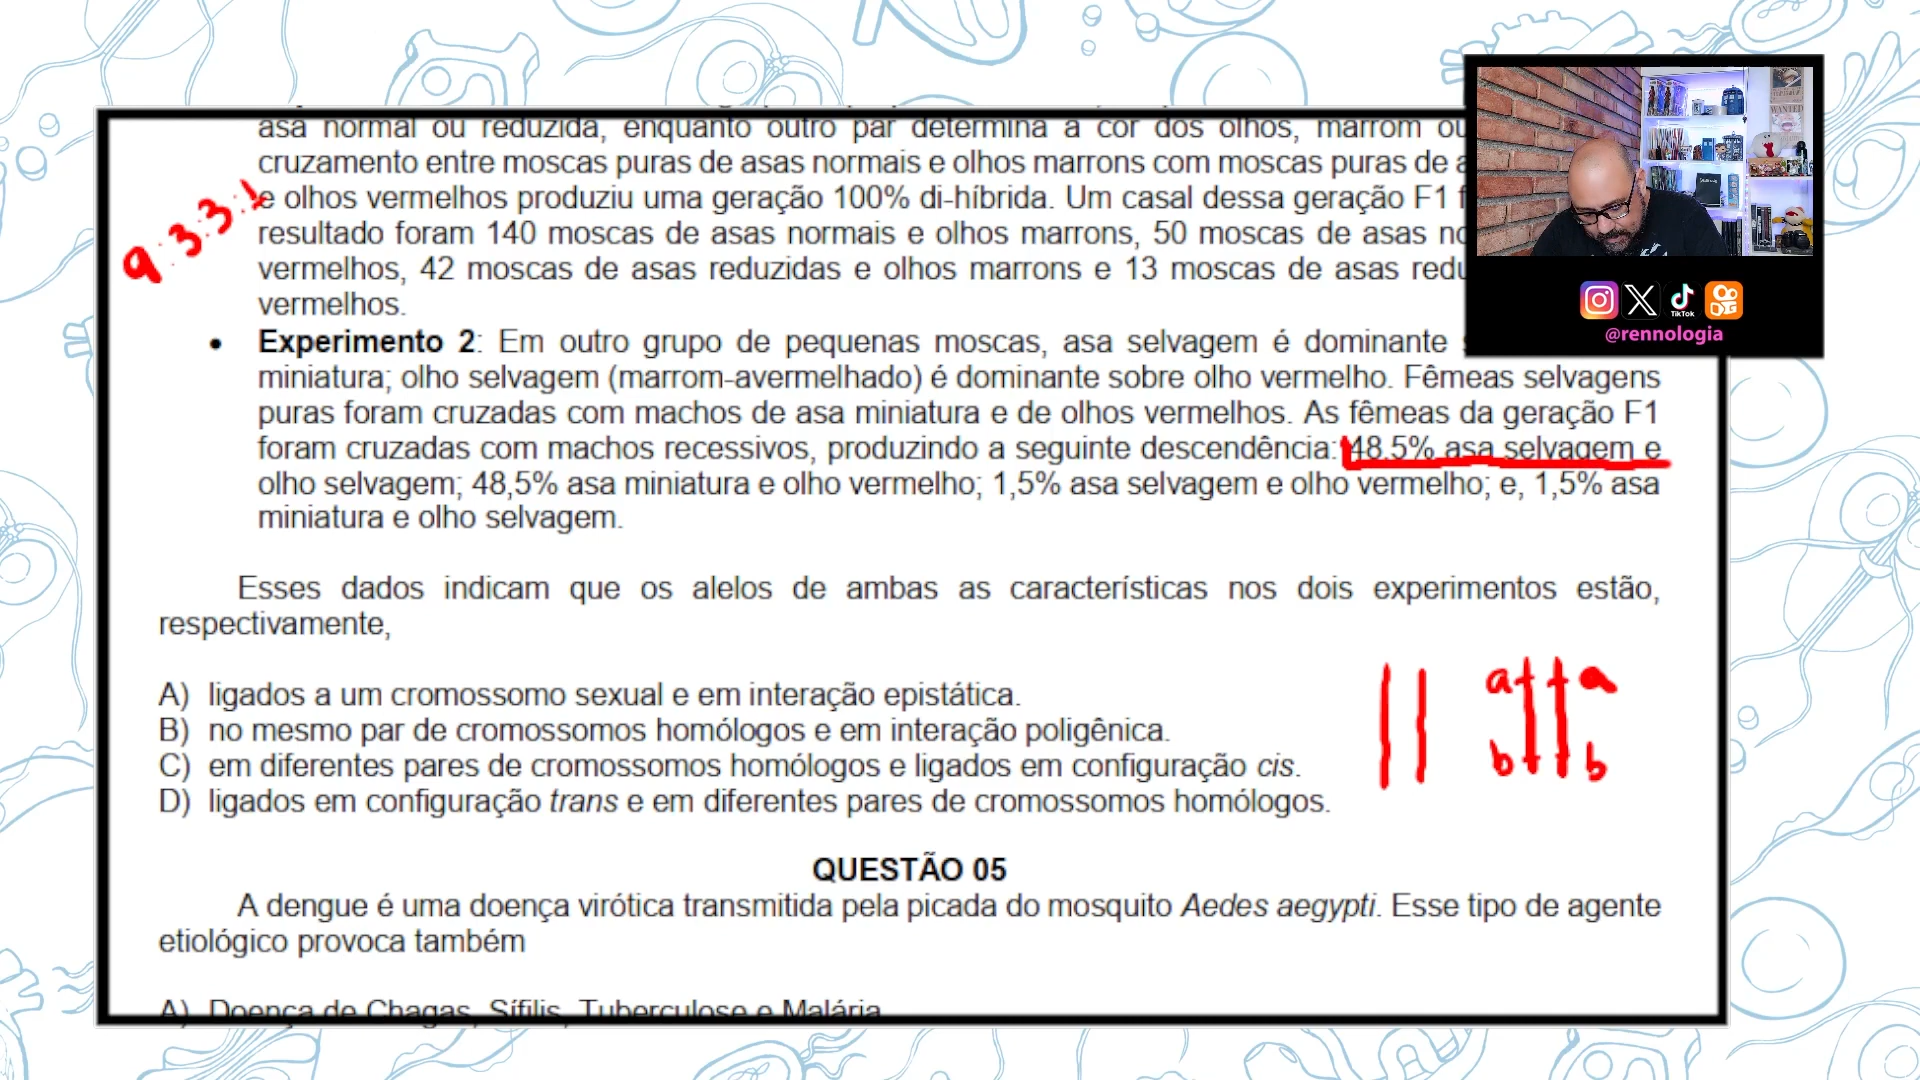 asa normal ou reduzida, enquanto outro par determina a cor dos olhos, marrom ou
cruzamento entre moscas puras de asas normais e olhos marrons com moscas puras de a
e olhos vermelhos produziu uma geração 100% di-híbrida. Um casal dessa geração F1 f
resultado foram 140 moscas de asas normais e olhos marrons, 50 moscas de asas no
vermelhos, 42 moscas de asas reduzidas e olhos marrons e 13 moscas de asas redu
vermelhos.
9:3:3:1
• Experimento 2: Em outro grupo de pequenas moscas, asa selvagem é dominante
miniatura; olho selvagem (marrom-avermelhado) é dominante sobre olho vermelho. Fêmeas selvagens
puras foram cruzadas com machos de asa miniatura e de olhos vermelhos. As fêmeas da geração F1
foram cruzadas com machos recessivos, produzindo a seguinte descendência: 48,5% asa selvagem e
olho selvagem; 48,5% asa miniatura e olho vermelho; 1,5% asa selvagem e olho vermelho; e, 1,5% asa
miniatura e olho selvagem.
Esses dados indicam que os alelos de ambas as características nos dois experimentos estão,
respectivamente,
A) ligados a um cromossomo sexual e em interação epistática.
B) no mesmo par de cromossomos homólogos e em interação poligênica.
C) em diferentes pares de cromossomos homólogos e ligados em configuração cis.
D) ligados em configuração trans e em diferentes pares de cromossomos homólogos.
a a
b b
QUESTÃO 05
A dengue é uma doença virótica transmitida pela picada do mosquito Aedes aegypti. Esse tipo de agente
etiológico provoca também
A) Doença de Chagas, Sífilis, Tuberculose e Malária
TikTok
@rennologia